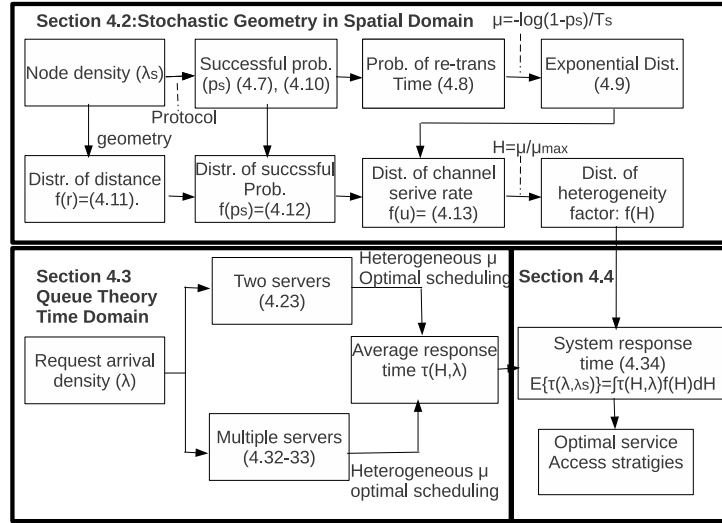 Section 4.2:Stochastic Geometry in Spatial Domain
μ=-log(1-ps)/Ts
Node density (λs)
Successful prob.
(ps) (4.7), (4.10)
Prob. of re-trans
Time (4.8)
Exponential Dist.
(4.9)
Protocol
geometry
H=μ/μmax
Distr. of distance
f(r)=(4.11).
Distr. of succssful
Prob.
f(ps)=(4.12)
Dist. of channel
serive rate
f(u)= (4.13)
Dist. of
heterogeneity
factor: f(H)
Section 4.3
Queue Theory
Time Domain
Two servers
(4.23)
Heterogeneous μ
Optimal scheduling
Request arrival
density (λ)
Average response
time τ(H,λ)
Multiple servers
(4.32-33)
Heterogeneous μ
optimal scheduling
Section 4.4
System response
time (4.34)
E{τ(λ,λs)}=∫τ(H,λ)f(H)dH
Optimal service
Access stratigies